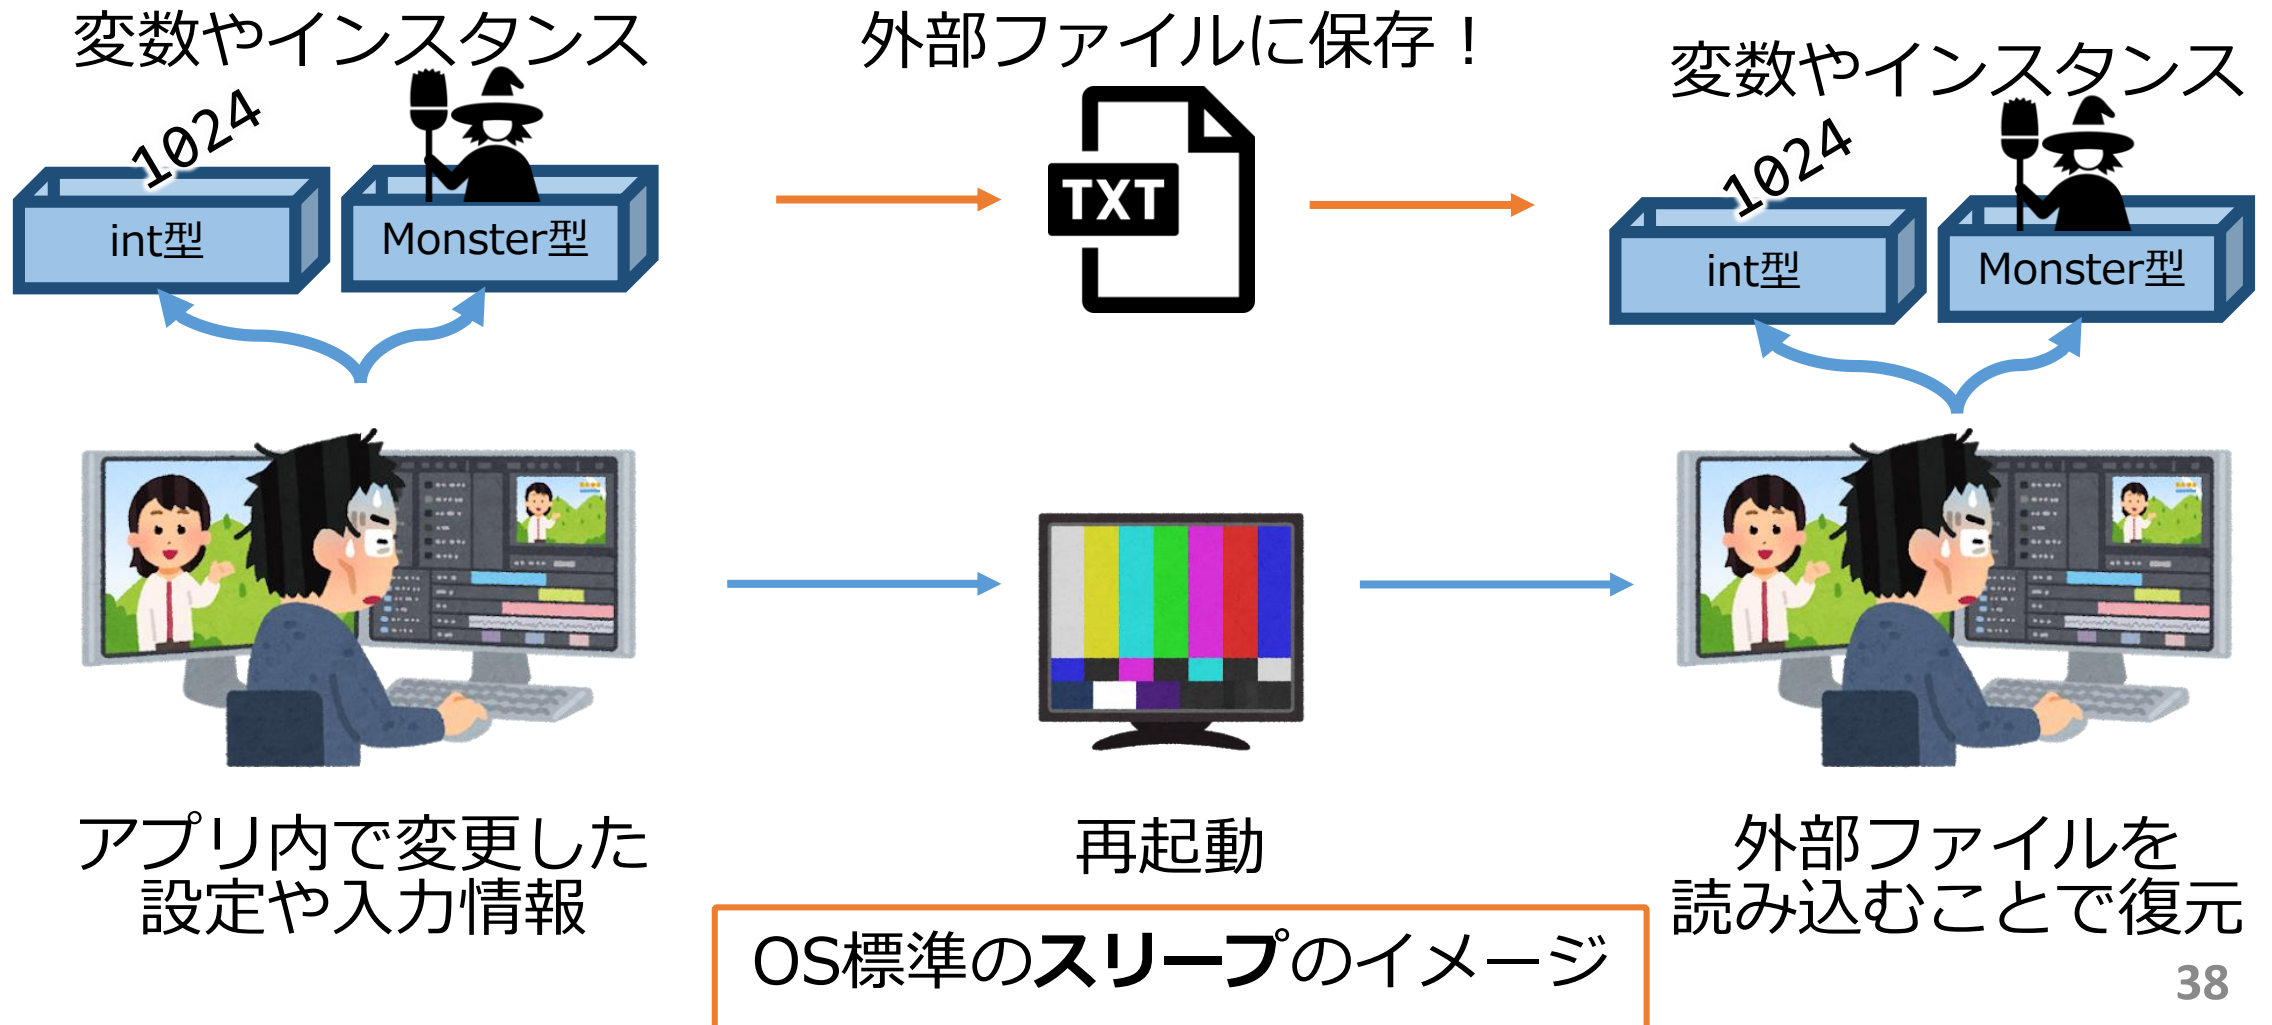 変数やインスタンス
1024
int型
Monster型
外部ファイルに保存！
TXT
変数やインスタンス
1024
int型
Monster型
アプリ内で変更した
設定や入力情報
再起動
外部ファイルを
読み込むことで復元
OS標準のスリープのイメージ
38